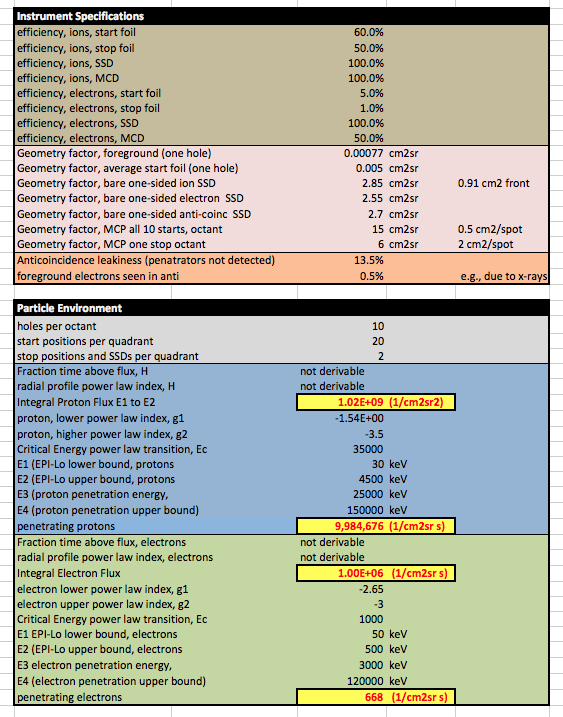 Instrument Specifications
efficiency, ions, start foil 60.0%
efficiency, ions, stop foil 50.0%
efficiency, ions, SSD 100.0%
efficiency, ions, MCD 100.0%
efficiency, electrons, start foil 5.0%
efficiency, electrons, stop foil 1.0%
efficiency, electrons, SSD 100.0%
efficiency, electrons, MCD 50.0%
Geometry factor, foreground (one hole) 0.00077 cm2sr
Geometry factor, average start foil (one hole) 0.005 cm2sr
Geometry factor, bare one-sided ion SSD 2.85 cm2sr 0.91 cm2 front
Geometry factor, bare one-sided electron SSD 2.55 cm2sr
Geometry factor, bare one-sided anti-coinc SSD 2.7 cm2sr
Geometry factor, MCP all 10 starts, octant 15 cm2sr 0.5 cm2/spot
Geometry factor, MCP one stop octant 6 cm2sr 2 cm2/spot
Anticoincidence leakiness (penatrators not detected) 13.5%
foreground electrons seen in anti 0.5% e.g., due to x-rays
Particle Environment
holes per octant 10
start positions per quadrant 20
stop positions and SSDs per quadrant 2
Fraction time above flux, H not derivable
radial profile power law index, H not derivable
Integral Proton Flux E1 to E2 1.02E+09 (1/cm2sr2)
proton, lower power law index, g1 -1.54E+00
proton, higher power law index, g2 -3.5
Critical Energy power law transition, Ec 35000
E1 (EPI-Lo lower bound, protons 30 keV
E2 (EPI-Lo upper bound, protons 4500 keV
E3 (proton penetration energy, 25000 keV
E4 (proton penetration upper bound) 150000 keV
penetrating protons 9,984,676 (1/cm2sr s)
Fraction time above flux, electrons not derivable
radial profile power law index, electrons not derivable
Integral Electron Flux 1.00E+06 (1/cm2sr s)
electron lower power law index, g1 -2.65
electron upper power law index, g2 -3
Critical Energy power law transition, Ec 1000
E1 EPI-Lo lower bound, electrons 50 keV
E2 (EPI-Lo upper bound, electrons 500 keV
E3 electron penetration energy, 3000 keV
E4 (electron penetration upper bound) 120000 keV
penetrating electrons 668 (1/cm2sr s)